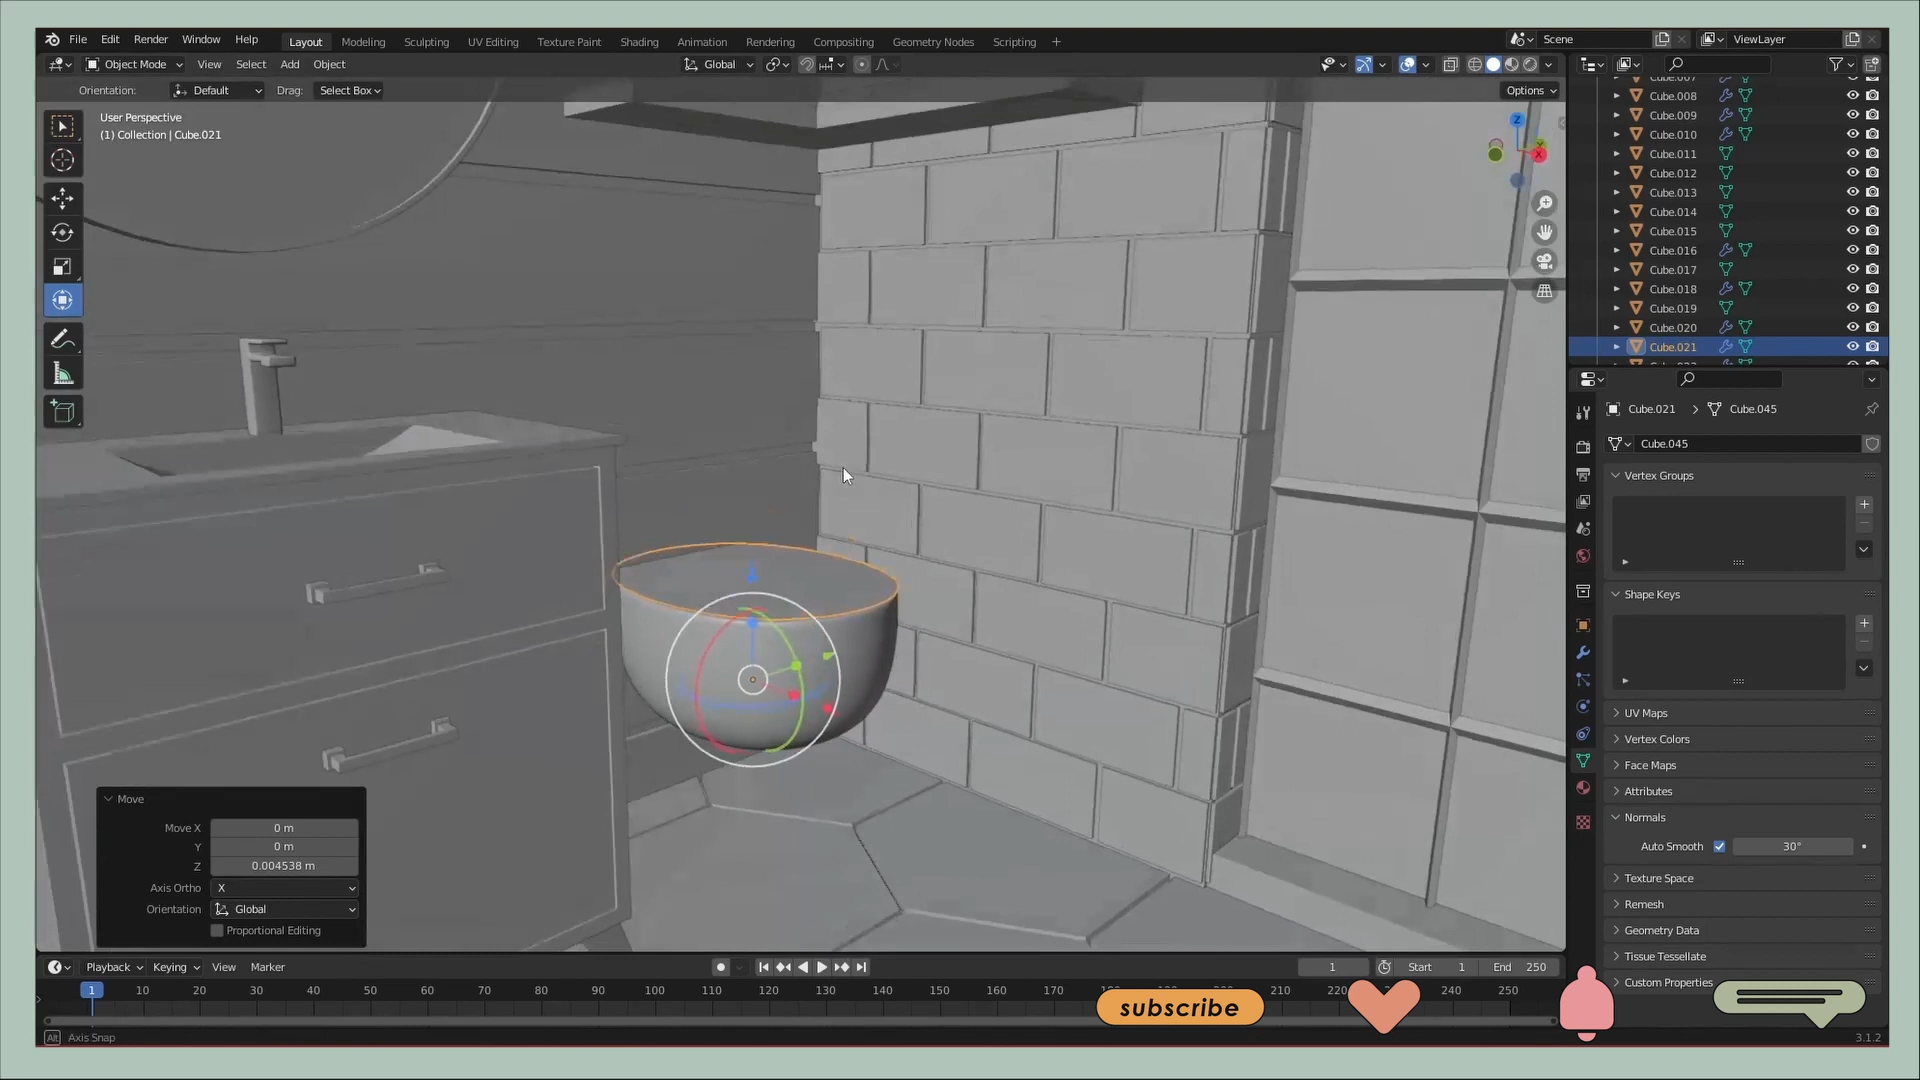 File Edit Render Window Help Layout Modeling Sculpting UV Editing Texture Paint Shading Animation Rendering Compositing Geometry Nodes Scripting + Scene ViewLayer
Object Mode View Select Add Object Global
Orientation: Default Drag: Select Box Options
User Perspective
(1) Collection | Cube.021
Z
X
Cube.008
Cube.009
Cube.010
Cube.011
Cube.012
Cube.013
Cube.014
Cube.015
Cube.016
Cube.017
Cube.018
Cube.019
Cube.020
Cube.021
Cube.021 > Cube.045
Cube.045
Vertex Groups
Shape Keys
UV Maps
Vertex Colors
Face Maps
Attributes
Normals
Auto Smooth 30°
Texture Space
Remesh
Geometry Data
Tissue Tessellate
Custom Properties
Move
Move X 0 m
Y 0 m
Z 0.004538 m
Axis Ortho X
Orientation Global
Proportional Editing
Playback Keying View Marker 1 Start 1 End 250
1 10 20 30 40 50 60 70 80 90 100 110 120 130 140 150 160 170 220 240 250
subscribe
Alt Axis Snap
3.1.2